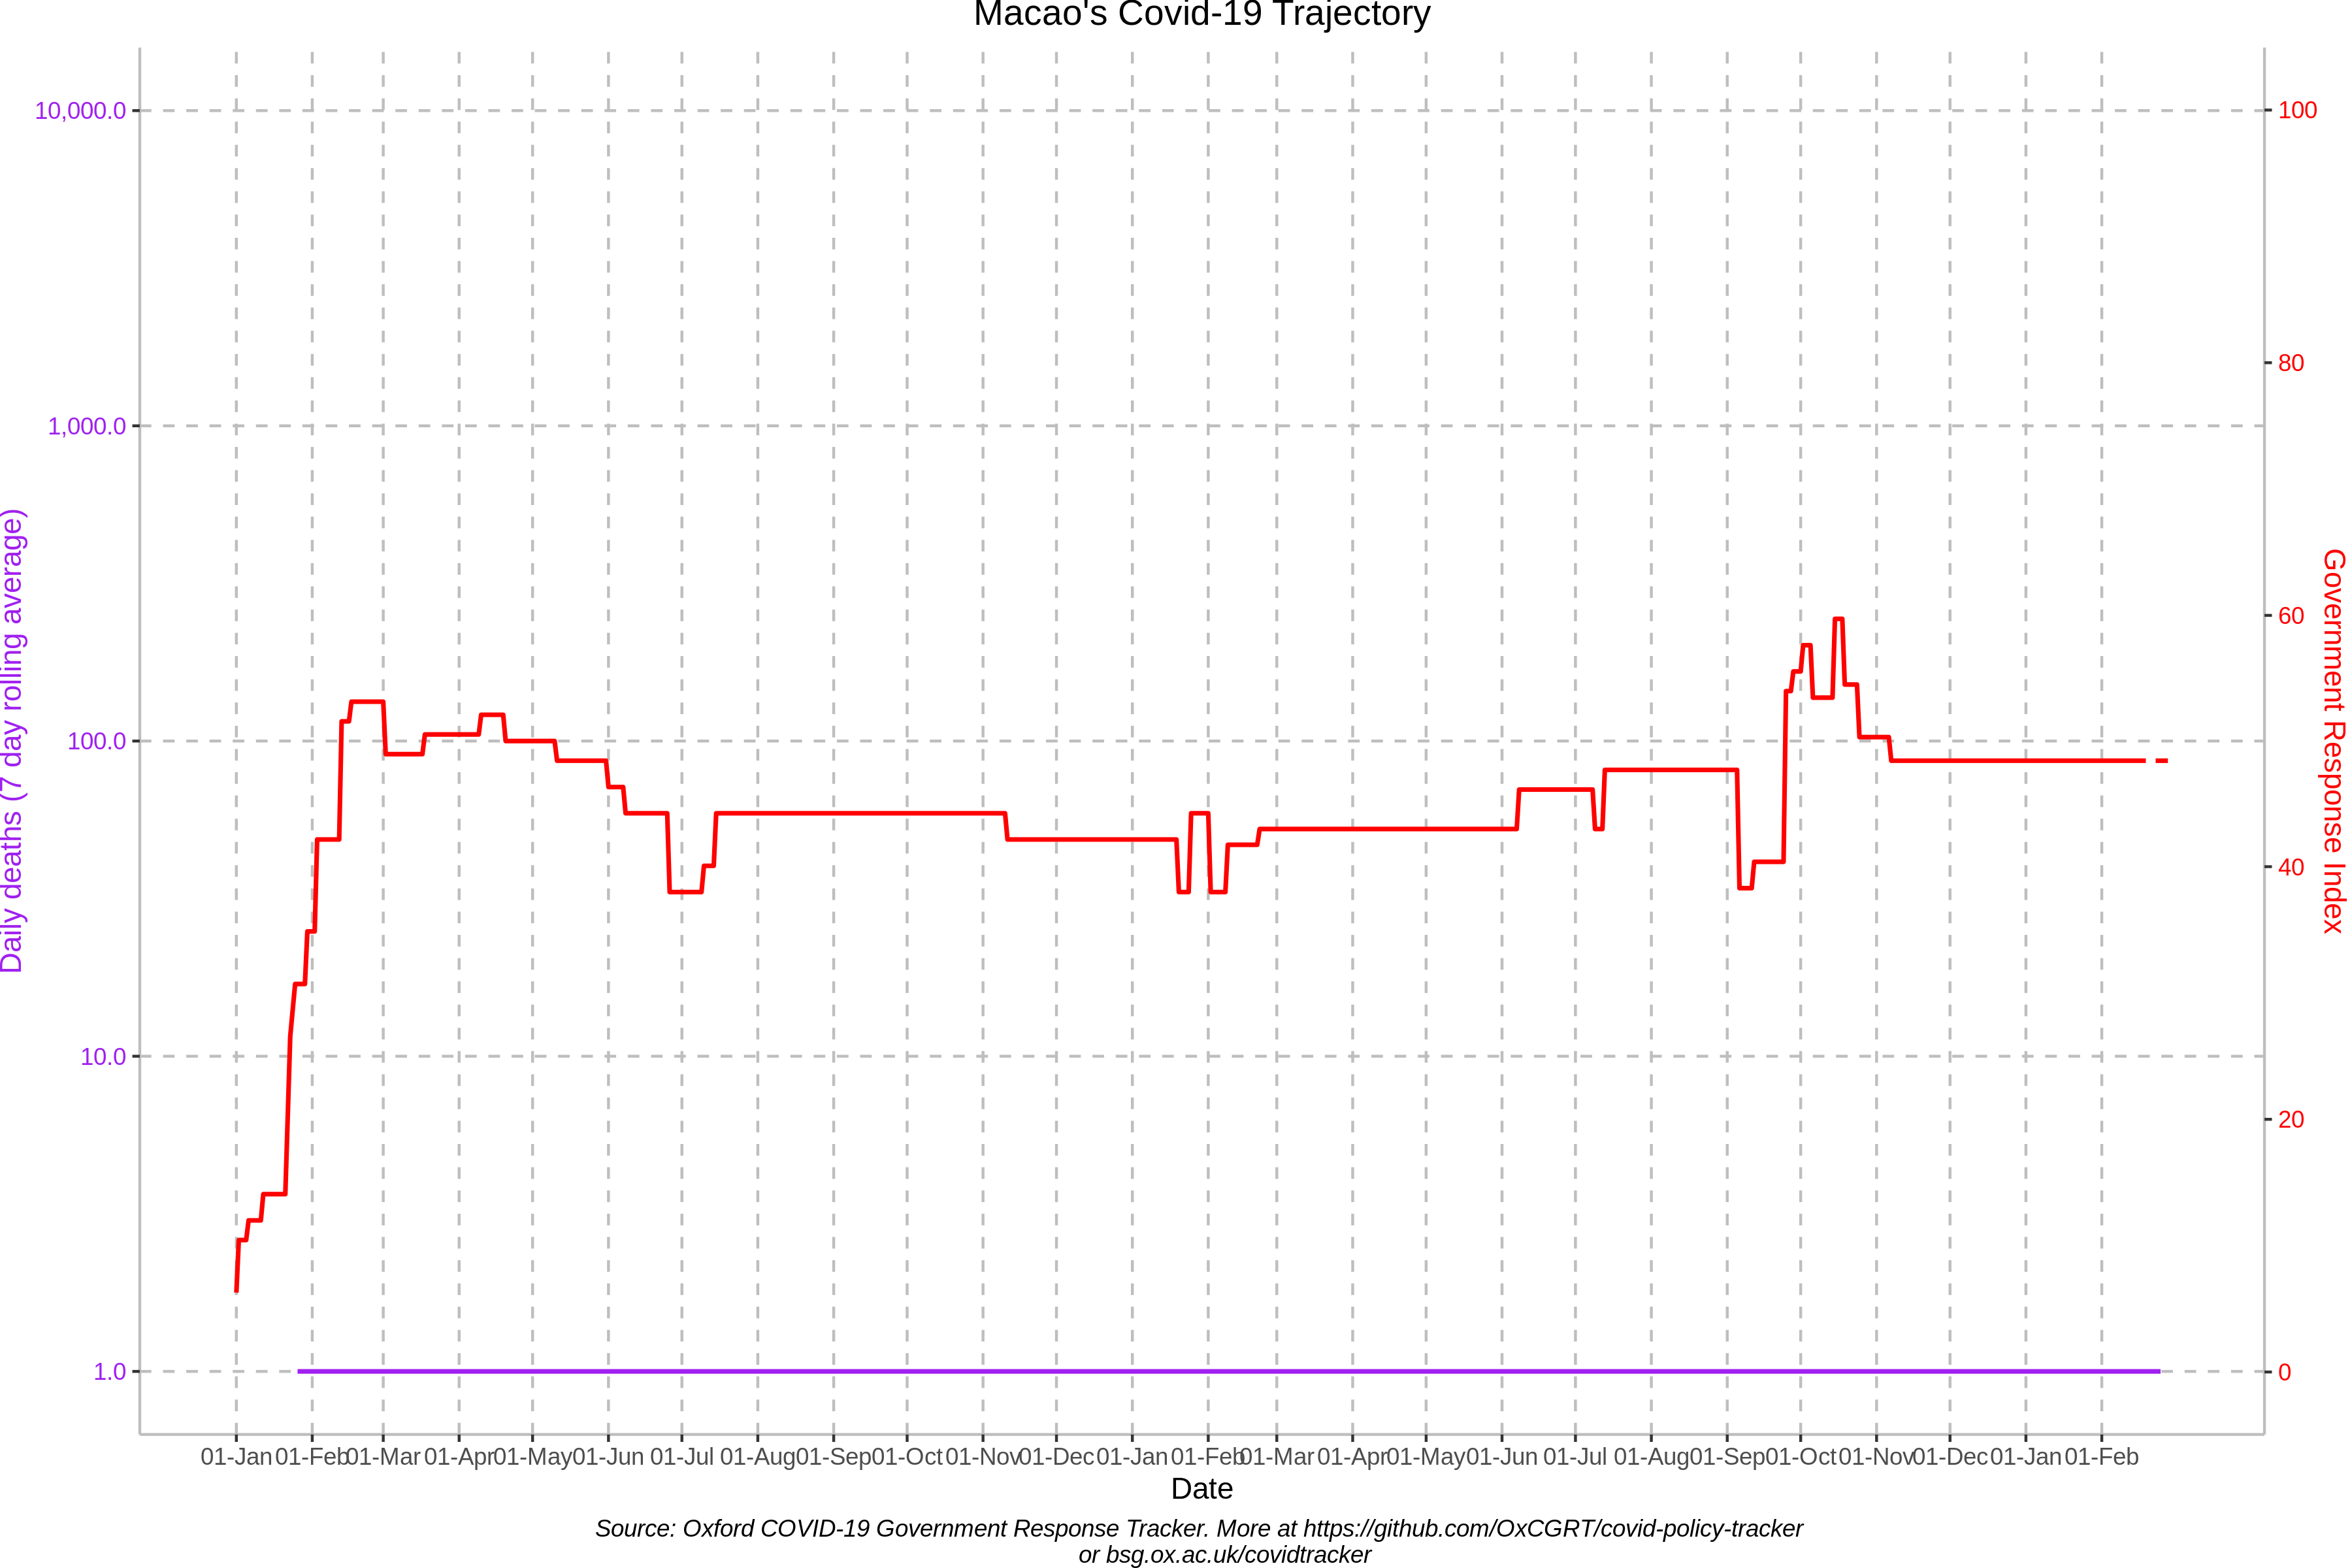 Macao's Covid-19 Trajectory
10,000.0
1,000.0
100.0
10.0
1.0
Daily deaths (7 day rolling average)
100
80
60
40
20
0
Government Response Index
01-Jan 01-Feb 01-Mar 01-Apr 01-May 01-Jun 01-Jul 01-Aug 01-Sep 01-Oct 01-Nov 01-Dec 01-Jan 01-Feb 01-Mar 01-Apr 01-May 01-Jun 01-Jul 01-Aug 01-Sep 01-Oct 01-Nov 01-Dec 01-Jan 01-Feb
Date
Source: Oxford COVID-19 Government Response Tracker. More at https://github.com/OxCGRT/covid-policy-tracker
or bsg.ox.ac.uk/covidtracker